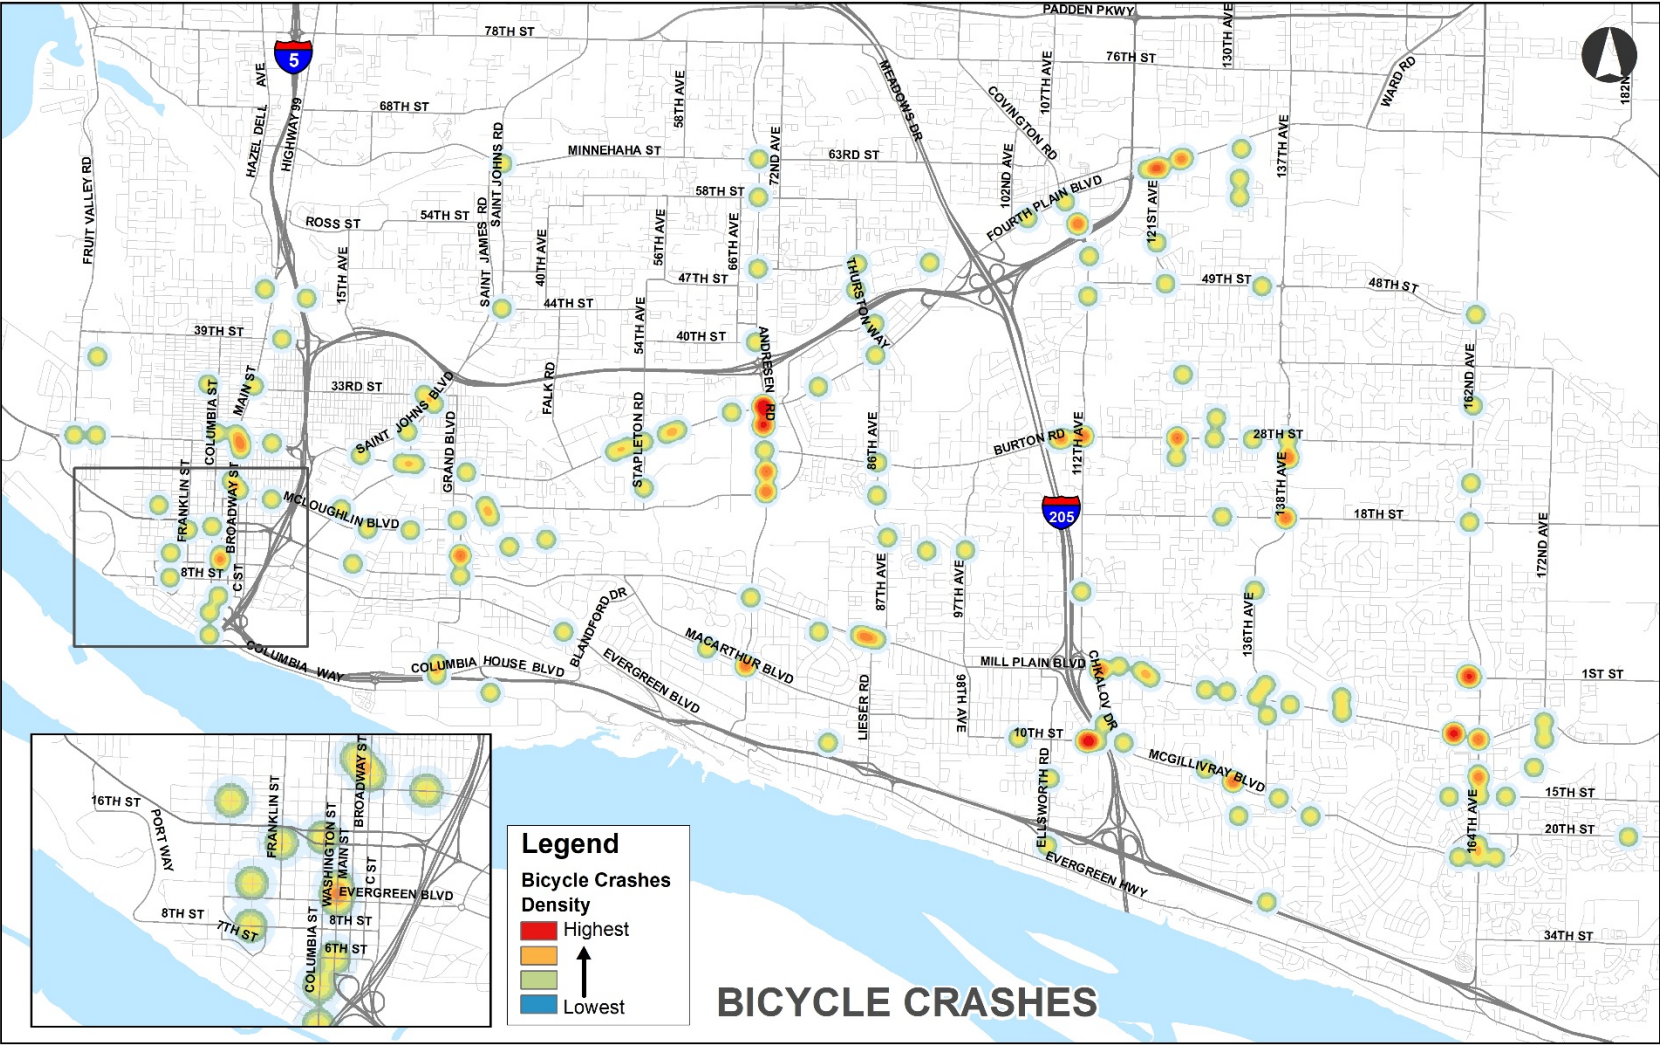 PADDEN PKWY
78TH ST
76TH ST
130TH AVE
107TH AVE
WARD RD
182N
5
HAZEL DELL AVE
HIGHWAY 99
68TH ST
58TH AVE
MEADOWS DR
COVINGTON RD
137TH AVE
FRUIT VALLEY RD
SAINT JOHNS RD
MINNEHAHA ST
72ND AVE
63RD ST
102ND AVE
58TH ST
FOURTH PLAIN BLVD
121ST AVE
ROSS ST
54TH ST
SAINT JAMES RD
40TH AVE
56TH AVE
66TH AVE
15TH AVE
47TH ST
THURSTON WAY
49TH ST
48TH ST
44TH ST
54TH AVE
39TH ST
40TH ST
ANDRESEN RD
162ND AVE
33RD ST
COLUMBIA ST
MAIN ST
SAINT JOHNS BLVD
FALK RD
GRAND BLVD
STAPLETON RD
86TH AVE
BURTON RD
112TH AVE
28TH ST
138TH AVE
FRANKLIN ST
BROADWAY ST
MCLOUGHLIN BLVD
205
18TH ST
172ND AVE
8TH ST
C ST
87TH AVE
97TH AVE
136TH AVE
BLANDFORD DR
MACARTHUR BLVD
COLUMBIA WAY
COLUMBIA HOUSE BLVD
EVERGREEN BLVD
MILL PLAIN BLVD
CHKALOV DR
1ST ST
LIESER RD
98TH AVE
10TH ST
MCGILLIVRAY BLVD
ELLSWORTH RD
164TH AVE
15TH ST
20TH ST
EVERGREEN HWY
34TH ST
16TH ST
PORT WAY
FRANKLIN ST
BROADWAY ST
WASHINGTON ST
MAIN ST
C ST
EVERGREEN BLVD
8TH ST
7TH ST
8TH ST
COLUMBIA ST
6TH ST
Legend
Bicycle Crashes
Density
Highest
Lowest
BICYCLE CRASHES